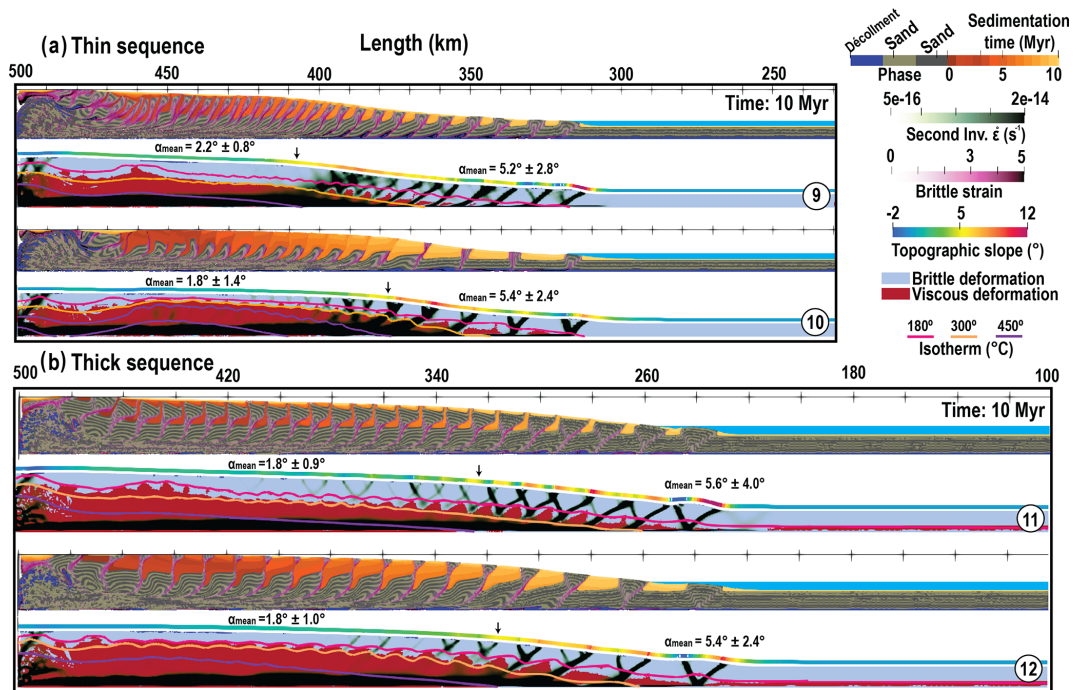 (a) Thin sequence
Length (km)
500 450 400 350 300 250
Time: 10 Myr
αmean = 2.2° ± 0.8°
αmean = 5.2° ± 2.8°
9
αmean = 1.8° ± 1.4°
αmean = 5.4° ± 2.4°
10
(b) Thick sequence
500 420 340 260 180 100
Time: 10 Myr
αmean =1.8° ± 0.9°
αmean = 5.6° ± 4.0°
11
αmean =1.8° ± 1.0°
αmean = 5.4° ± 2.4°
12
Décollment
Sand
Sand
Sedimentation
time (Myr)
Phase 0 5 10
5e-16 2e-14
Second Inv. ε̇ (s⁻¹)
0 3 5
Brittle strain
-2 5 12
Topographic slope (°)
Brittle deformation
Viscous deformation
180º 300º 450º
Isotherm (°C)